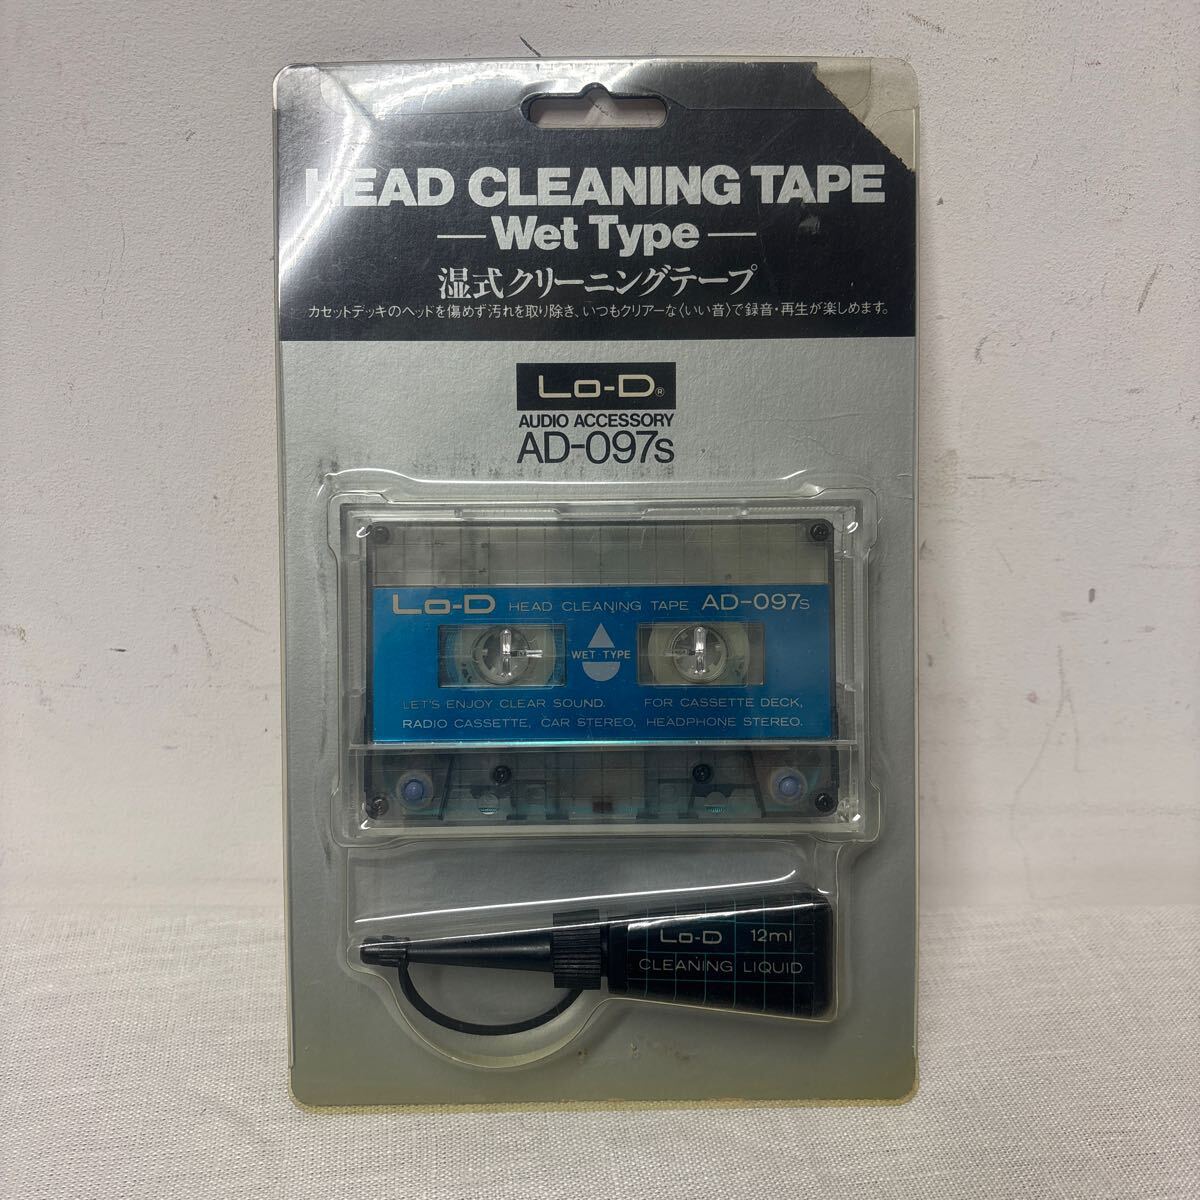 HEAD CLEANING TAPE
— Wet Type —
湿式クリーニングテープ
カセットデッキのヘッドを傷めず汚れを取り除き、いつもクリアーな〈いい音〉で録音・再生が楽しめます。
Lo-D®
AUDIO ACCESSORY
AD-097s
Lo-D HEAD CLEANING TAPE AD-097s
WET · TYPE
LET'S ENJOY CLEAR SOUND. FOR CASSETTE DECK,
RADIO CASSETTE, CAR STEREO, HEADPHONE STEREO.
Lo-D 12ml
CLEANING LIQUID